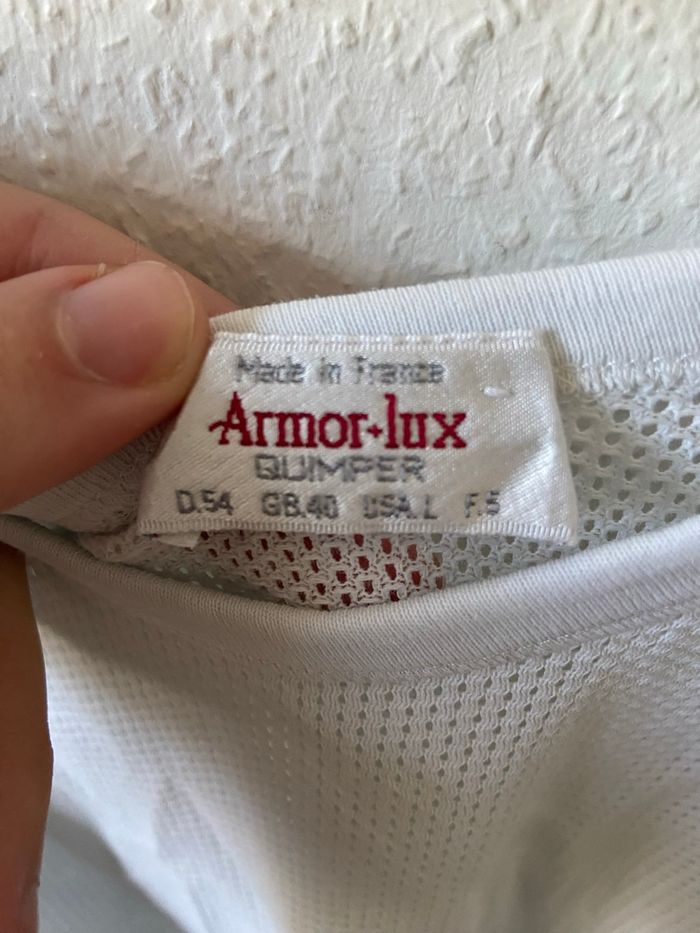 Made in France
Armor-lux
QUIMPER
D.54 GB.40 USA.L F.5